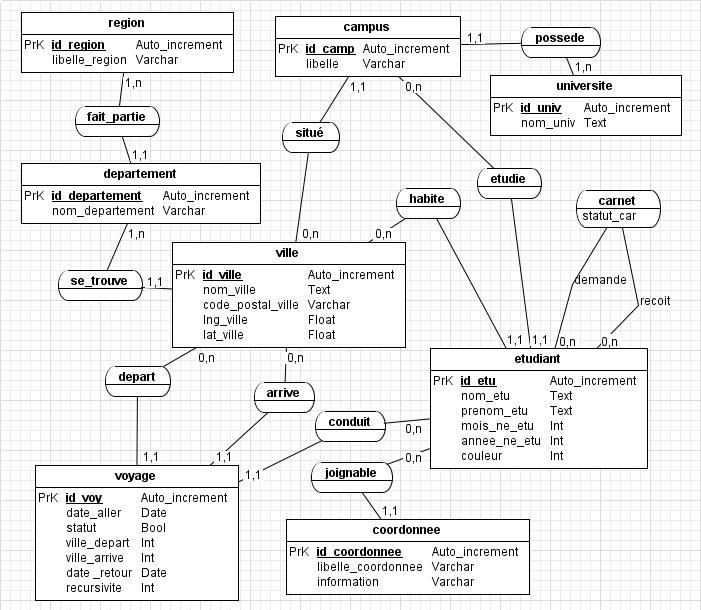 region
PrK id_region Auto_increment
libelle_region Varchar
1,n
fait_partie
1,1
departement
PrK id_departement Auto_increment
nom_departement Varchar
1,n
se_trouve
1,1
campus
PrK id_camp Auto_increment
libelle Varchar
1,1
possede
1,n
universite
PrK id_univ Auto_increment
nom_univ Text
1,1
situé
0,n
0,n
etudie
1,1
habite
0,n
1,1
carnet
statut_car
demande
recoit
0,n
0,n
ville
PrK id_ville Auto_increment
nom_ville Text
code_postal_ville Varchar
lng_ville Float
lat_ville Float
0,n
depart
1,1
0,n
arrive
1,1
etudiant
PrK id_etu Auto_increment
nom_etu Text
prenom_etu Text
mois_ne_etu Int
annee_ne_etu Int
couleur Int
conduit
0,n
1,1
joignable
0,n
1,1
voyage
PrK id_voy Auto_increment
date_aller Date
statut Bool
ville_depart Int
ville_arrive Int
date _retour Date
recursivite Int
coordonnee
PrK id_coordonnee Auto_increment
libelle_coordonnee Varchar
information Varchar